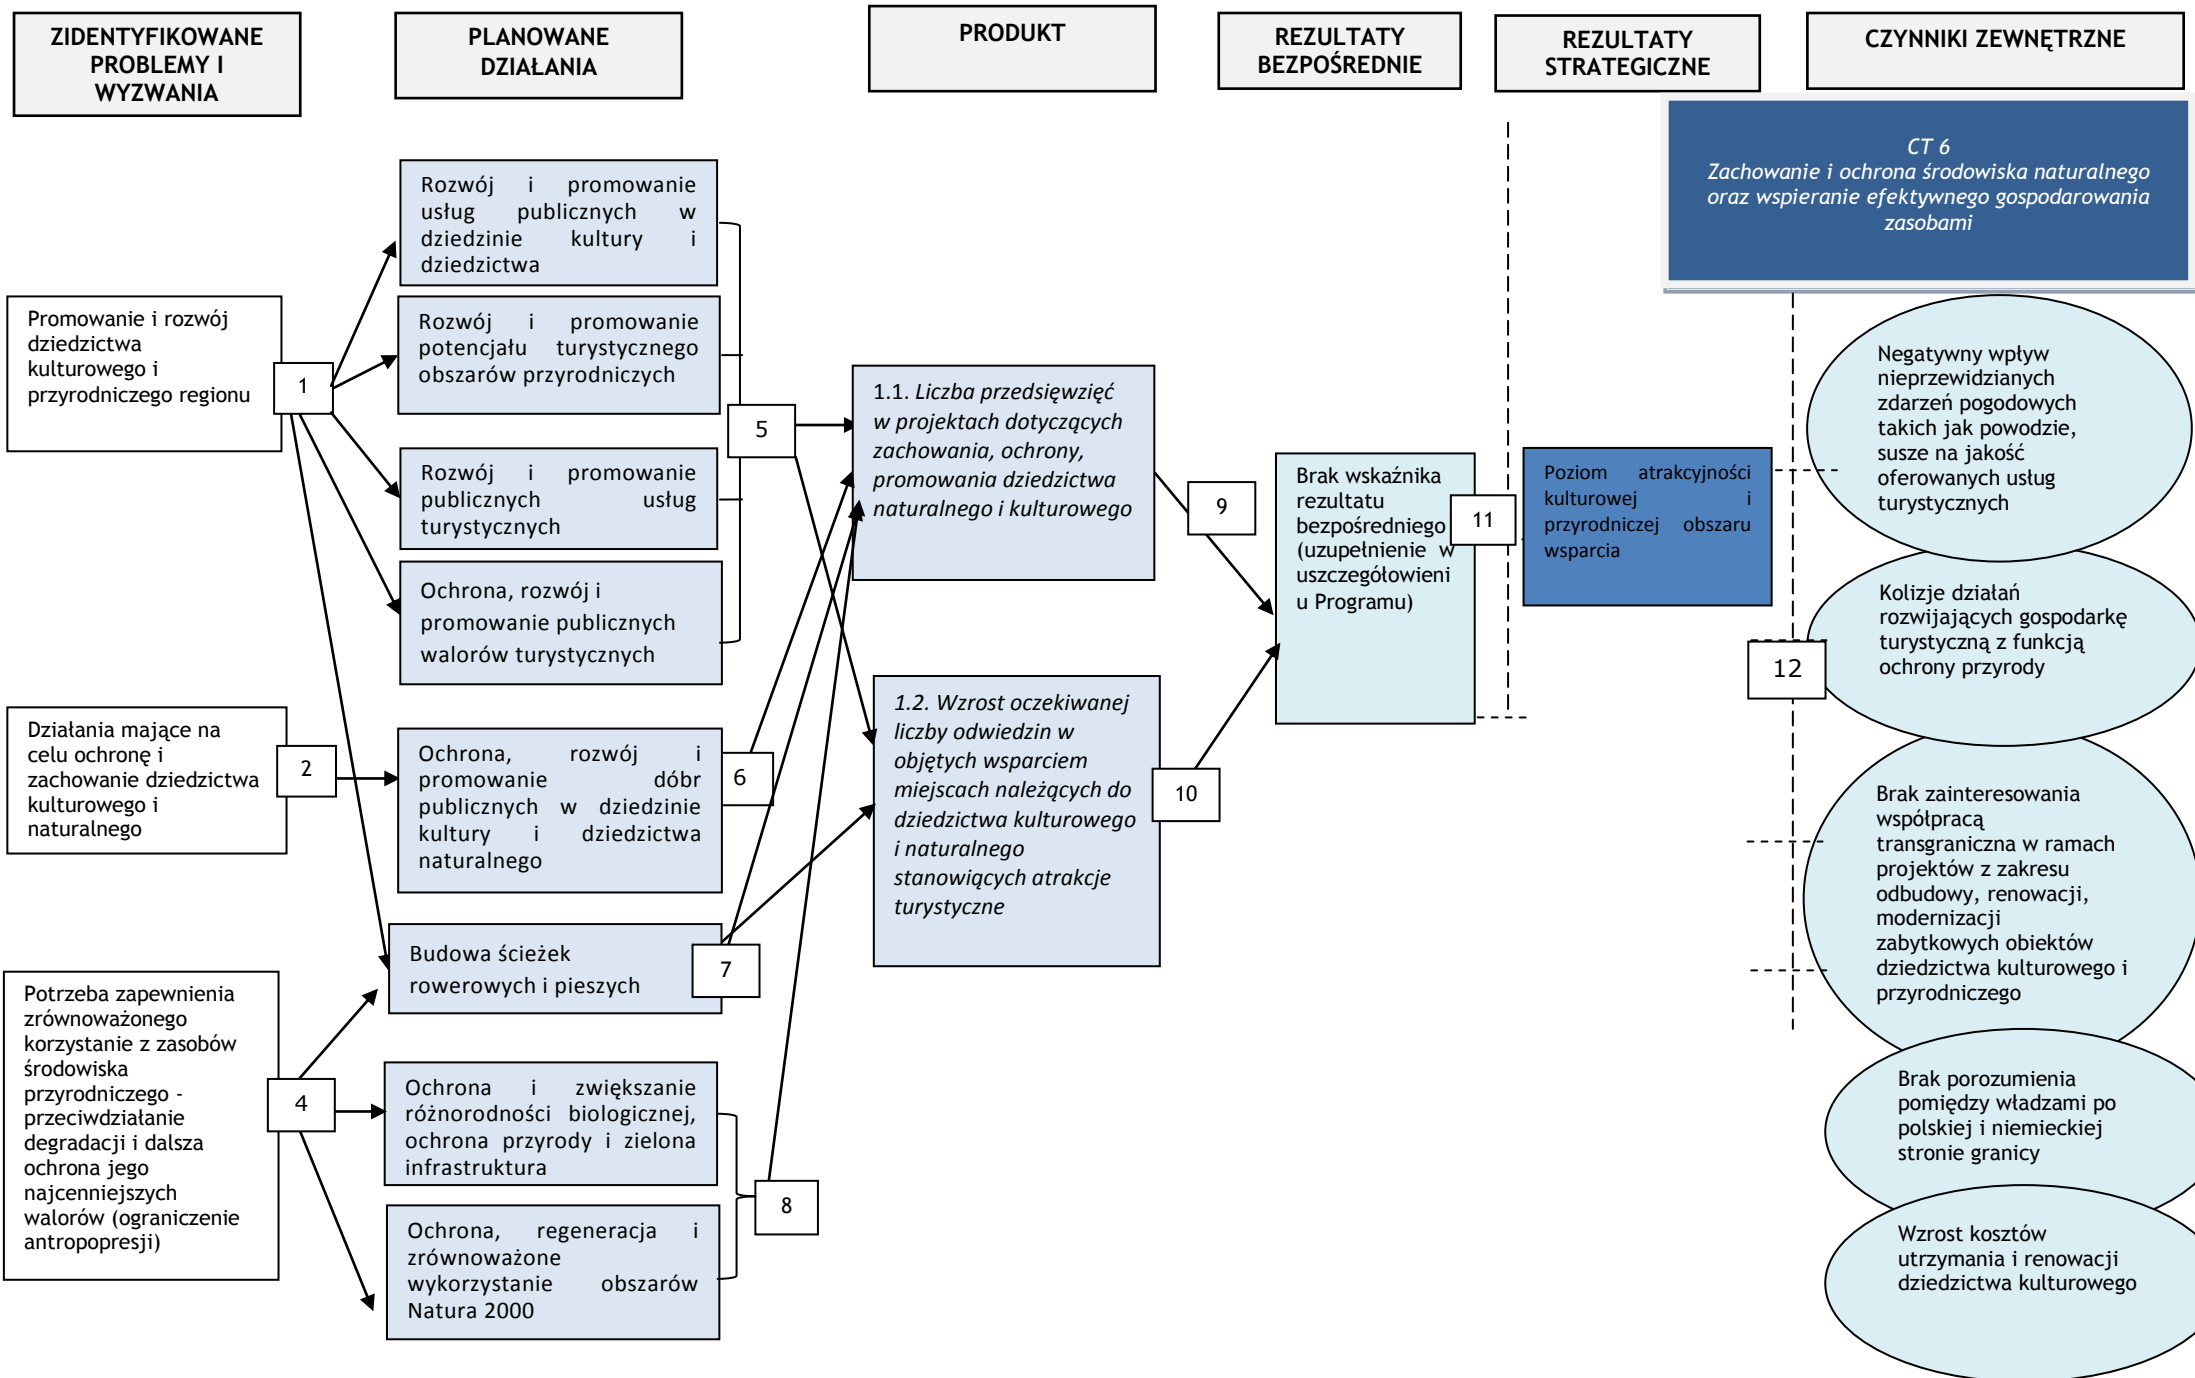 ZIDENTYFIKOWANE
PROBLEMY I
WYZWANIA
PLANOWANE
DZIAŁANIA
PRODUKT
REZULTATY
BEZPOŚREDNIE
REZULTATY
STRATEGICZNE
CZYNNIKI ZEWNĘTRZNE
CT 6
Zachowanie i ochrona środowiska naturalnego
oraz wspieranie efektywnego gospodarowania
zasobami
Promowanie i rozwój
dziedzictwa
kulturowego i
przyrodniczego regionu
1
Działania mające na
celu ochronę i
zachowanie dziedzictwa
kulturowego i
naturalnego
2
Potrzeba zapewnienia
zrównoważonego
korzystanie z zasobów
środowiska
przyrodniczego -
przeciwdziałanie
degradacji i dalsza
ochrona jego
najcenniejszych
walorów (ograniczenie
antropopresji)
4
Rozwój i promowanie
usług publicznych w
dziedzinie kultury i
dziedzictwa
Rozwój i promowanie
potencjału turystycznego
obszarów przyrodniczych
Rozwój i promowanie
publicznych usług
turystycznych
Ochrona, rozwój i
promowanie publicznych
walorów turystycznych
5
Ochrona, rozwój i
promowanie dóbr
publicznych w dziedzinie
kultury i dziedzictwa
naturalnego
6
Budowa ścieżek
rowerowych i pieszych
7
Ochrona i zwiększanie
różnorodności biologicznej,
ochrona przyrody i zielona
infrastruktura
Ochrona, regeneracja i
zrównoważone
wykorzystanie obszarów
Natura 2000
8
1.1. Liczba przedsięwzięć
w projektach dotyczących
zachowania, ochrony,
promowania dziedzictwa
naturalnego i kulturowego
9
1.2. Wzrost oczekiwanej
liczby odwiedzin w
objętych wsparciem
miejscach należących do
dziedzictwa kulturowego
i naturalnego
stanowiących atrakcje
turystyczne
10
Brak wskaźnika
rezultatu
bezpośredniego
(uzupełnienie w
uszczegółowieni
u Programu)
11
Poziom atrakcyjności
kulturowej i
przyrodniczej obszaru
wsparcia
12
Negatywny wpływ
nieprzewidzianych
zdarzeń pogodowych
takich jak powodzie,
susze na jakość
oferowanych usług
turystycznych
Kolizje działań
rozwijających gospodarkę
turystyczną z funkcją
ochrony przyrody
Brak zainteresowania
współpracą
transgraniczna w ramach
projektów z zakresu
odbudowy, renowacji,
modernizacji
zabytkowych obiektów
dziedzictwa kulturowego i
przyrodniczego
Brak porozumienia
pomiędzy władzami po
polskiej i niemieckiej
stronie granicy
Wzrost kosztów
utrzymania i renowacji
dziedzictwa kulturowego